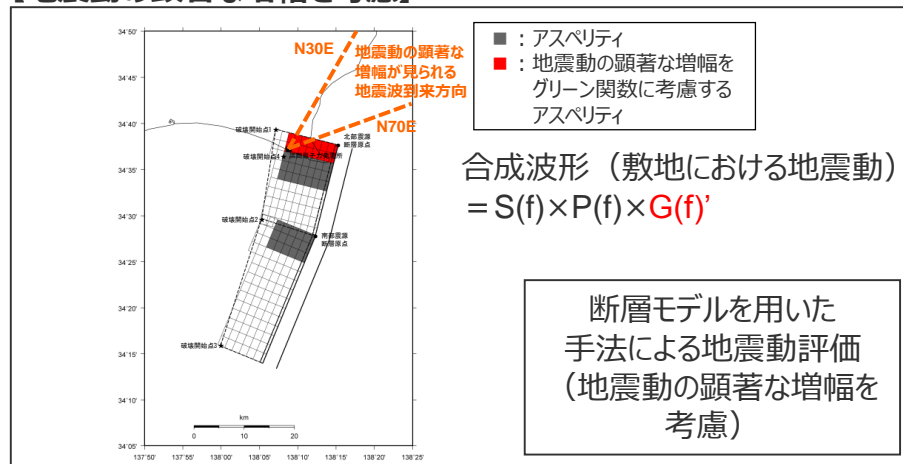 34˚50'
34˚45'
34˚40'
34˚35'
34˚30'
34˚25'
34˚20'
34˚15'
34˚10'
34˚05'
137˚50'
137˚55'
138˚00'
138˚05'
138˚10'
138˚15'
138˚20'
138˚25'
N30E
地震動の顕著な
増幅が見られる
地震波到来方向
N70E
破壊開始点1
北部震源
断層原点
破壊開始点4
破壊開始点2
南部震源
断層原点
破壊開始点3
km
0 10 20
■:アスペリティ
■:地震動の顕著な増幅を
グリーン関数に考慮する
アスペリティ
合成波形(敷地における地震動)
=S(f)×P(f)×G(f)'
断層モデルを用いた
手法による地震動評価
(地震動の顕著な増幅を
考慮)